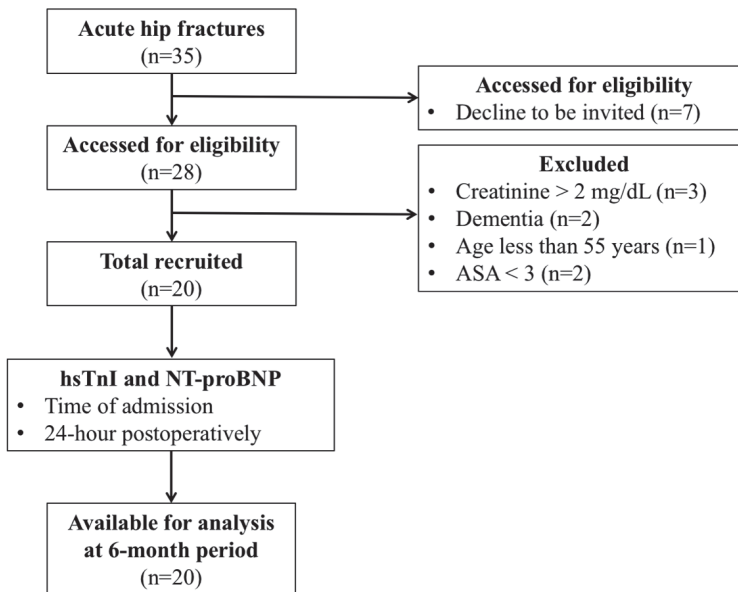 Acute hip fractures
(n=35)
Accessed for eligibility
• Decline to be invited (n=7)
Accessed for eligibility
(n=28)
Excluded
• Creatinine > 2 mg/dL (n=3)
• Dementia (n=2)
• Age less than 55 years (n=1)
• ASA < 3 (n=2)
Total recruited
(n=20)
hsTnI and NT-proBNP
• Time of admission
• 24-hour postoperatively
Available for analysis
at 6-month period
(n=20)